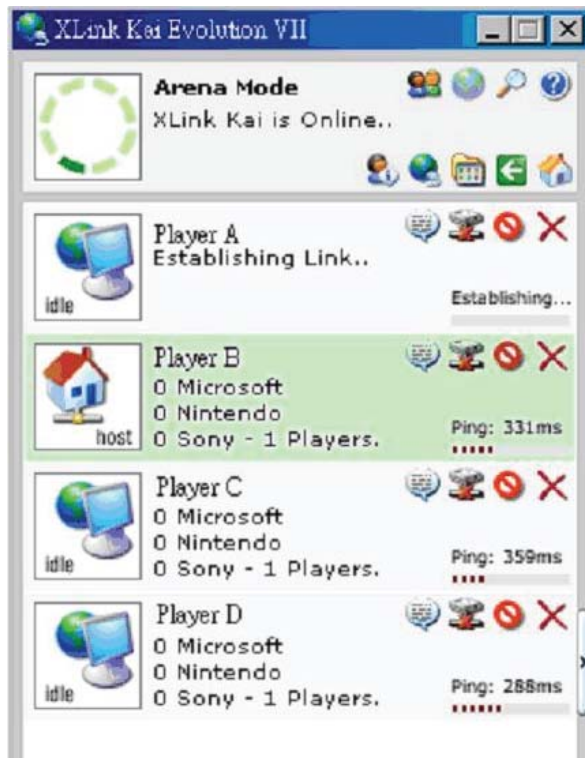 XLink Kai Evolution VII
Arena Mode
XLink Kai is Online..
Player A
Establishing Link..
idle
Establishing...
Player B
0 Microsoft
0 Nintendo
0 Sony - 1 Players.
host
Ping: 331ms
Player C
0 Microsoft
0 Nintendo
0 Sony - 1 Players.
idle
Ping: 359ms
Player D
0 Microsoft
0 Nintendo
0 Sony - 1 Players.
idle
Ping: 288ms